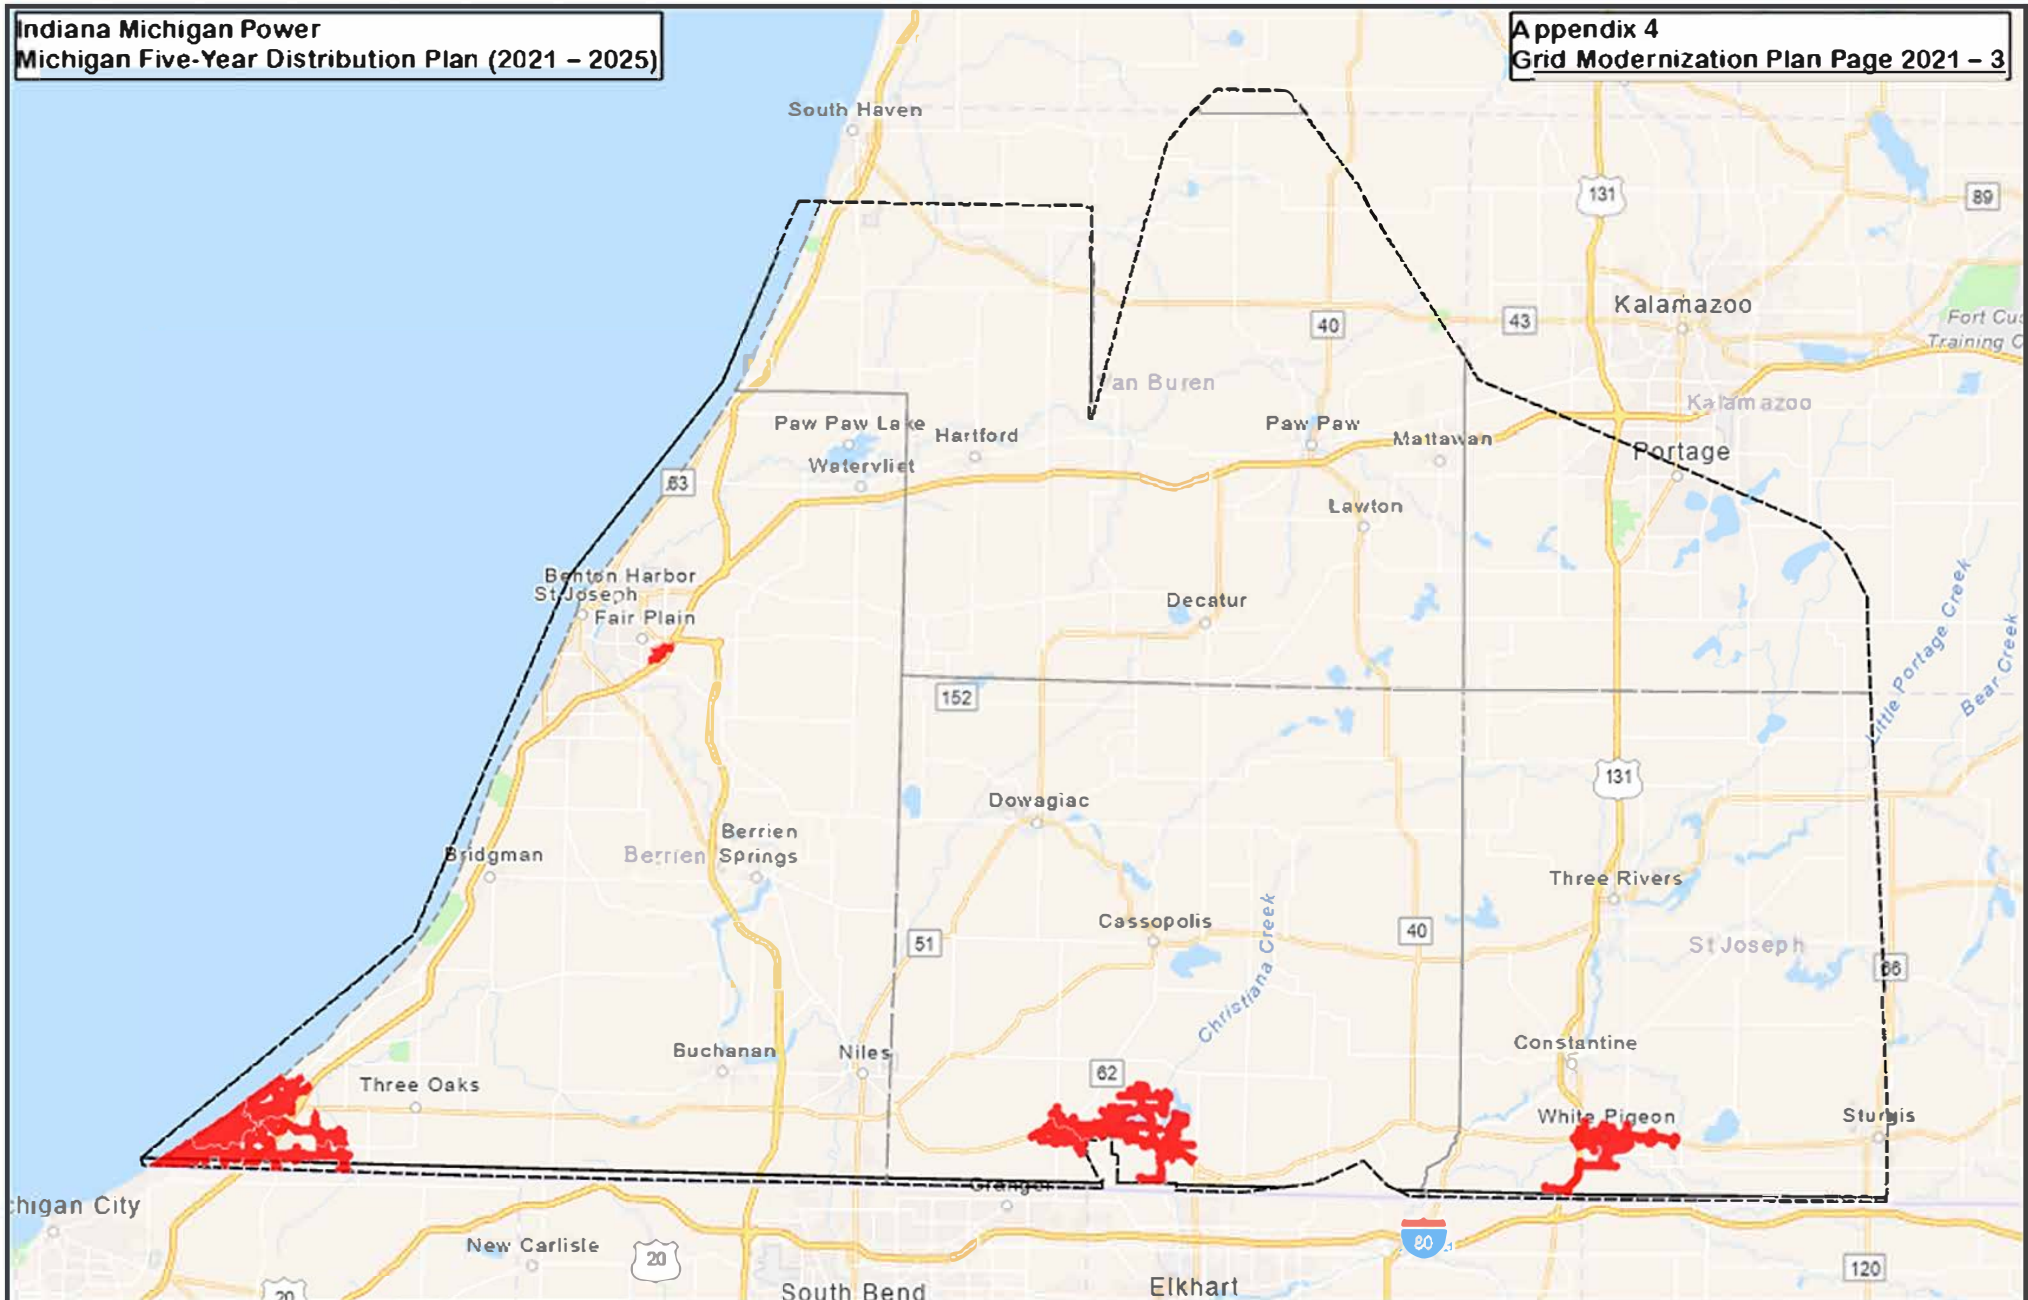 Indiana Michigan Power
Michigan Five-Year Distribution Plan (2021 – 2025)
Appendix 4
Grid Modernization Plan Page 2021 – 3
South Haven
131
89
Kalamazoo
40
43
Fort Cus
Training C
an Buren
Kalamazoo
Paw Paw Lake
Hartford
Paw Paw
Mattawan
Portage
Watervliet
63
Lawton
Benton Harbor
St Joseph
Fair Plain
Decatur
Little Portage Creek
Bear Creek
152
131
Dowagiac
Berrien
Springs
Bridgman
Berrien
Three Rivers
Cassopolis
Christiana Creek
51
40
St Joseph
66
Constantine
Buchanan
Niles
62
Three Oaks
White Pigeon
Sturgis
Granger
chigan City
New Carlisle
20
80
120
20
South Bend
Elkhart